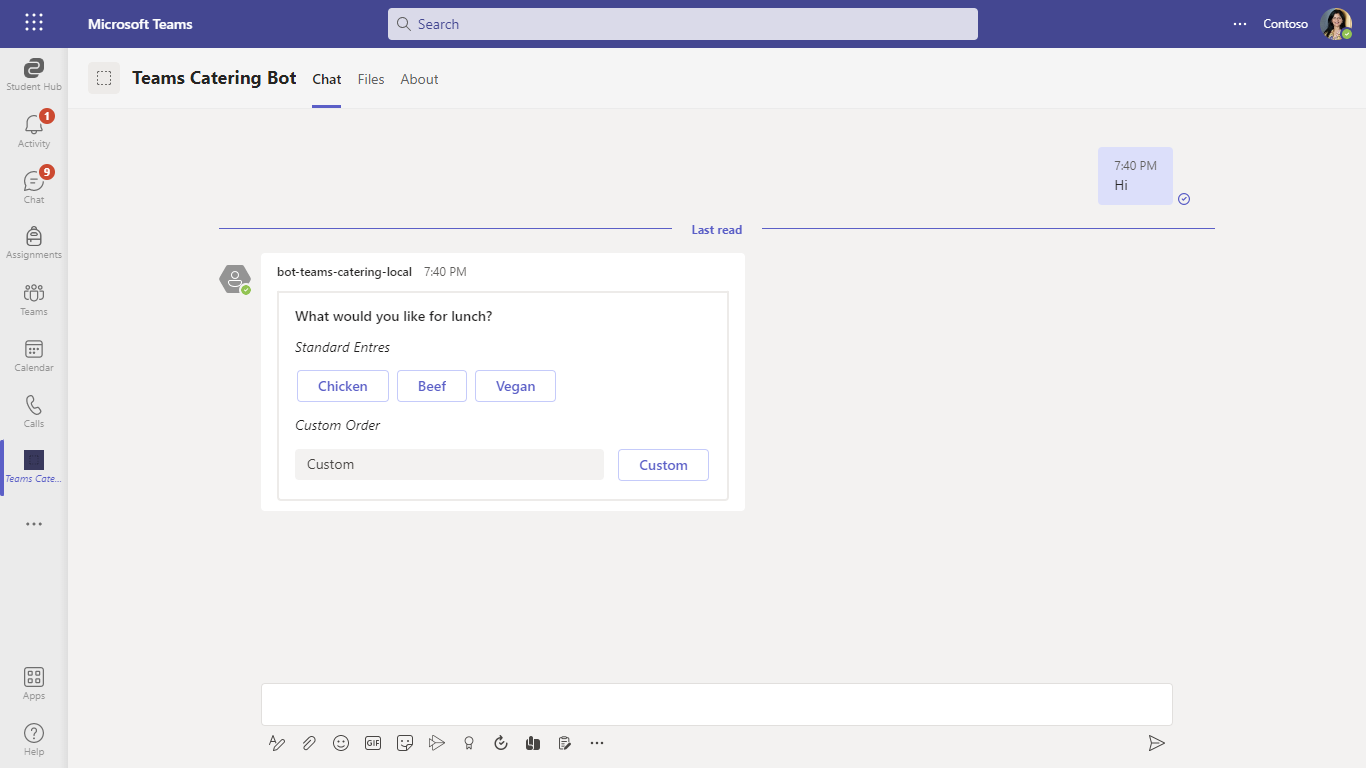 Microsoft Teams
Search
Contoso
Student Hub
1
Activity
9
Chat
Assignments
Teams
Calendar
Calls
Teams Cate...
Apps
Help
Teams Catering Bot
Chat
Files
About
7:40 PM
Hi
Last read
bot-teams-catering-local 7:40 PM
What would you like for lunch?
Standard Entres
Chicken
Beef
Vegan
Custom Order
Custom
Custom
GIF